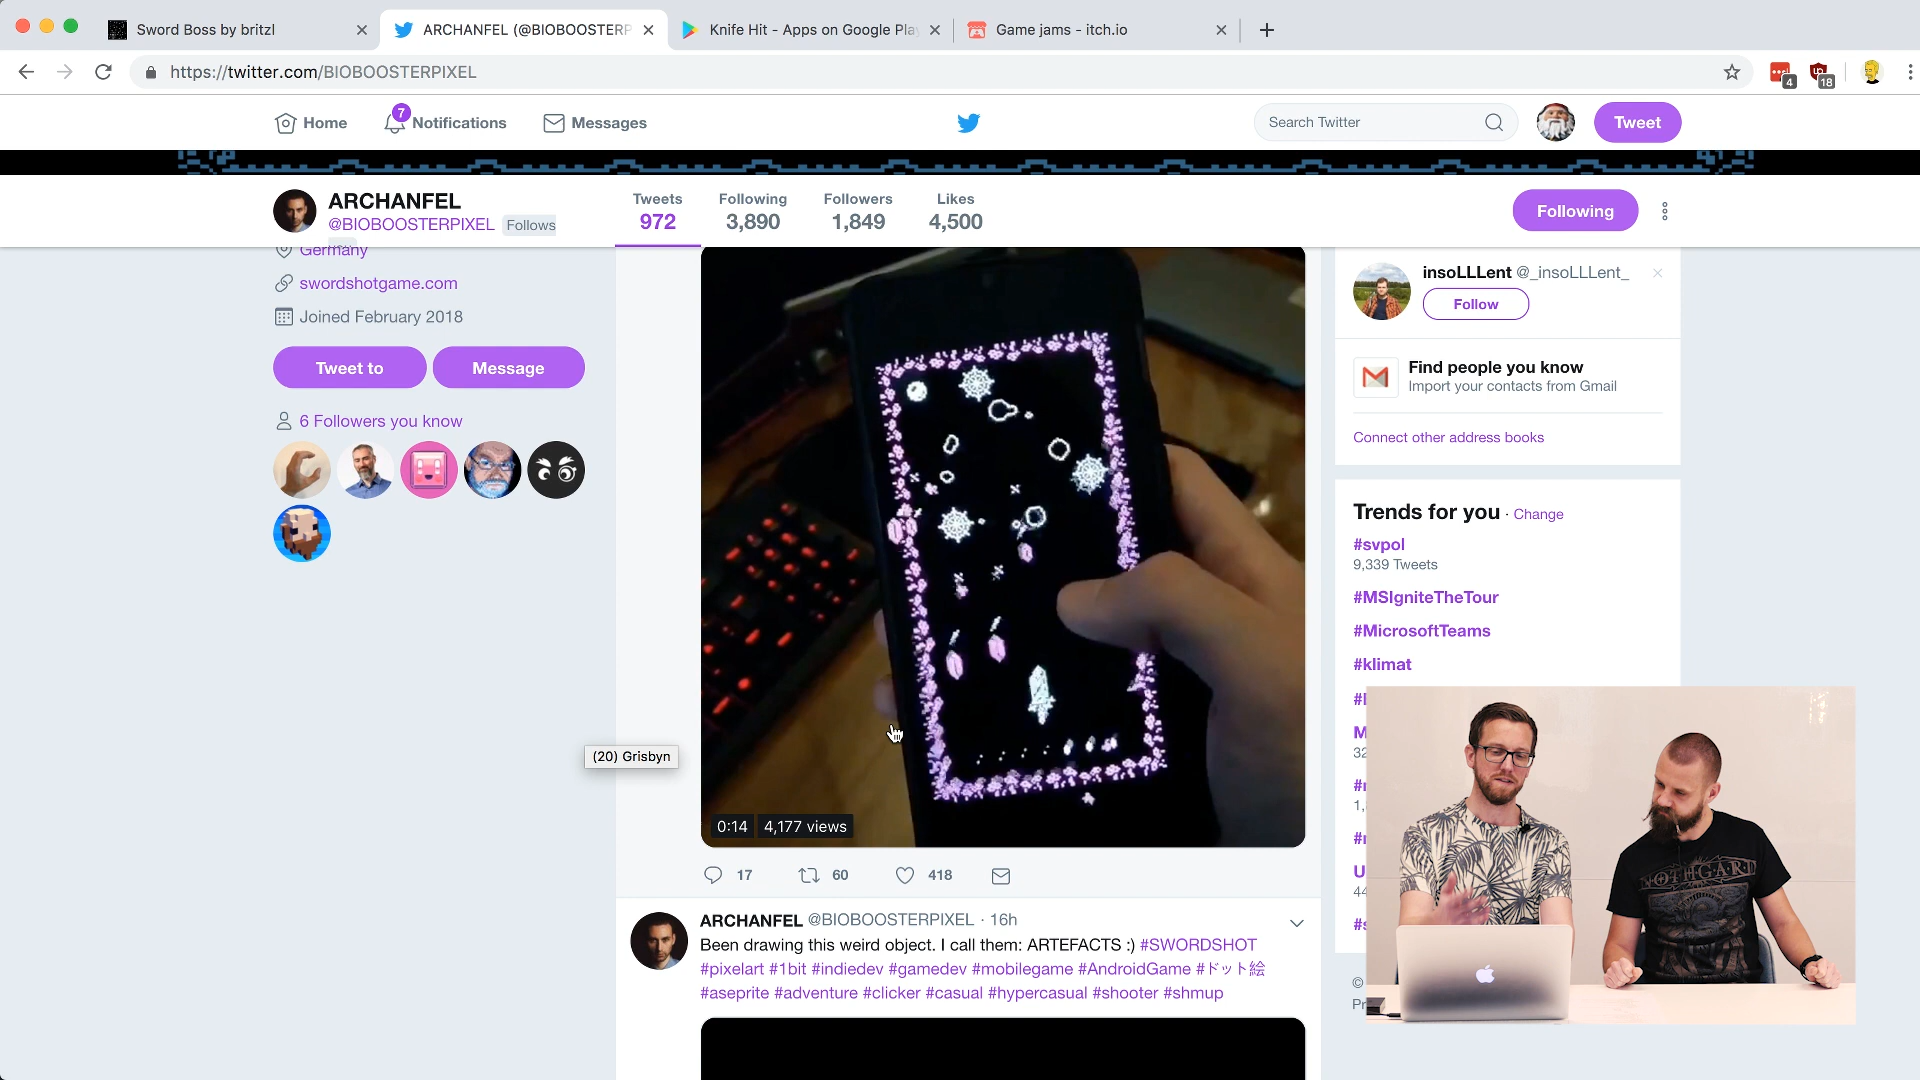 Sword Boss by britzl
ARCHANFEL (@BIOBOOSTERP
Knife Hit - Apps on Google Play
Game jams - itch.io
https://twitter.com/BIOBOOSTERPIXEL
4
18
Home
7
Notifications
Messages
Search Twitter
Tweet
ARCHANFEL
@BIOBOOSTERPIXEL Follows
Tweets
972
Following
3,890
Followers
1,849
Likes
4,500
Following
Germany
swordshotgame.com
Joined February 2018
Tweet to
Message
6 Followers you know
(20) Grisbyn
0:14
4,177 views
17
60
418
ARCHANFEL @BIOBOOSTERPIXEL · 16h
Been drawing this weird object. I call them: ARTEFACTS :) #SWORDSHOT
#pixelart #1bit #indiedev #gamedev #mobilegame #AndroidGame #ドット絵
#aseprite #adventure #clicker #casual #hypercasual #shooter #shmup
insoLLLent @_insoLLLent_
Follow
Find people you know
Import your contacts from Gmail
Connect other address books
Trends for you · Change
#svpol
9,339 Tweets
#MSIgniteTheTour
#MicrosoftTeams
#klimat
NOTHGARD